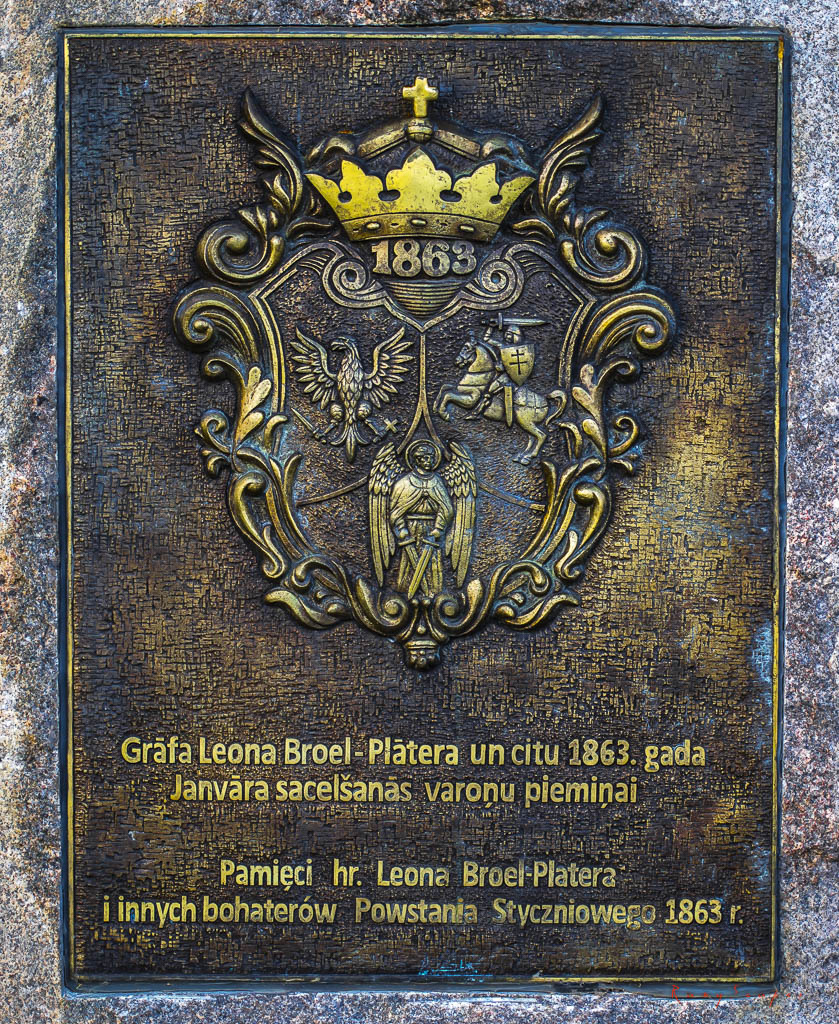 1863
Grāfa Leona Broel-Plātera un citu 1863. gada
Janvāra sacelšanās varoņu piemiņai
Pamięci hr. Leona Broel-Platera
i innych bohaterów Powstania Styczniowego 1863 r.